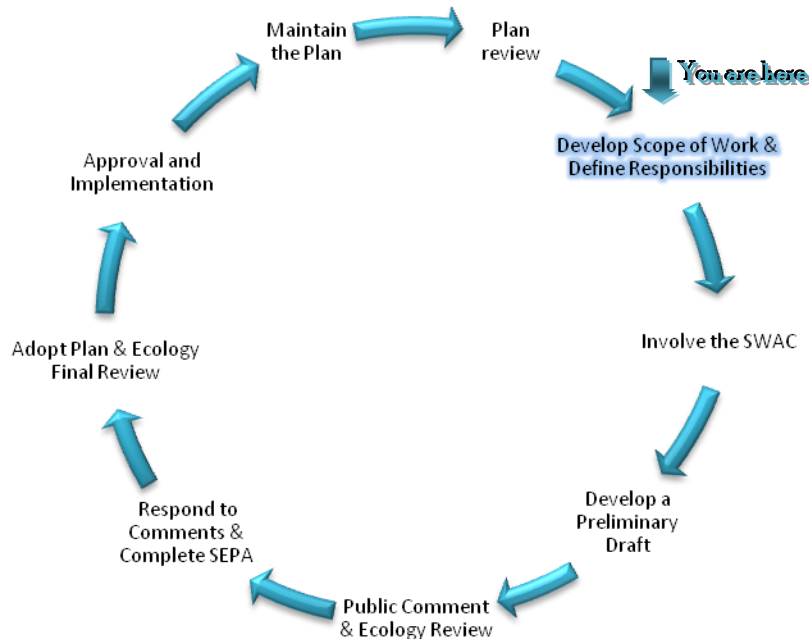 Maintain
the Plan
Plan
review
You are here
Develop Scope of Work &
Define Responsibilities
Involve the SWAC
Develop a
Preliminary
Draft
Public Comment
& Ecology Review
Respond to
Comments &
Complete SEPA
Adopt Plan & Ecology
Final Review
Approval and
Implementation